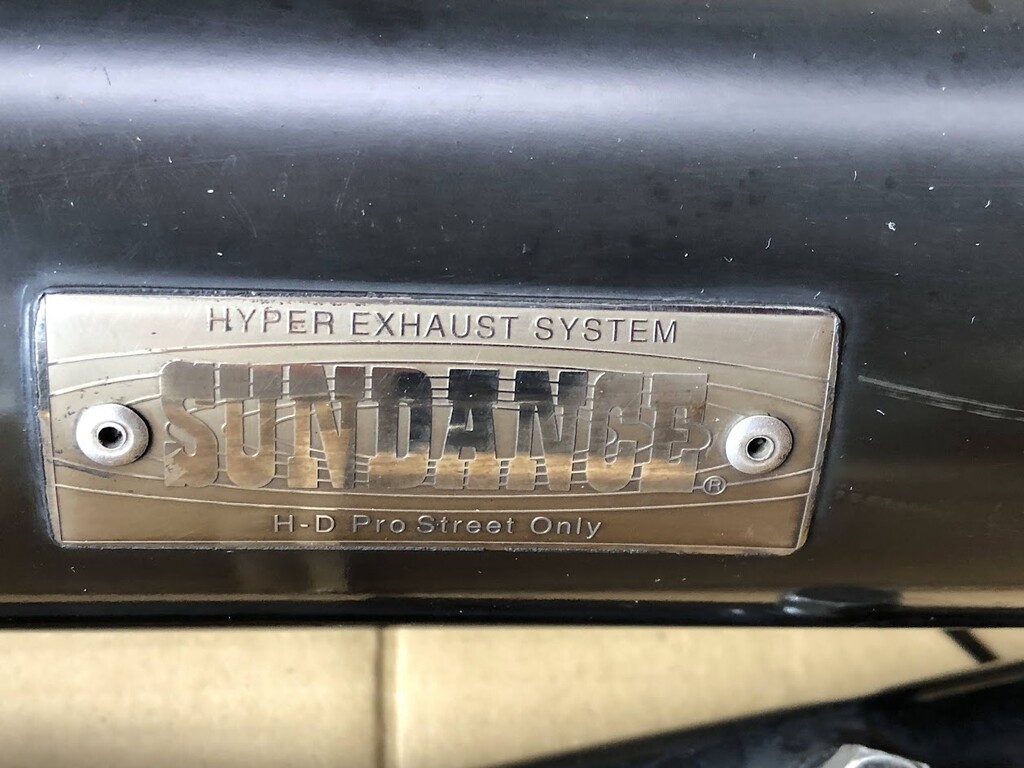 HYPER EXHAUST SYSTEM
SUNDANCE®
H-D Pro Street Only